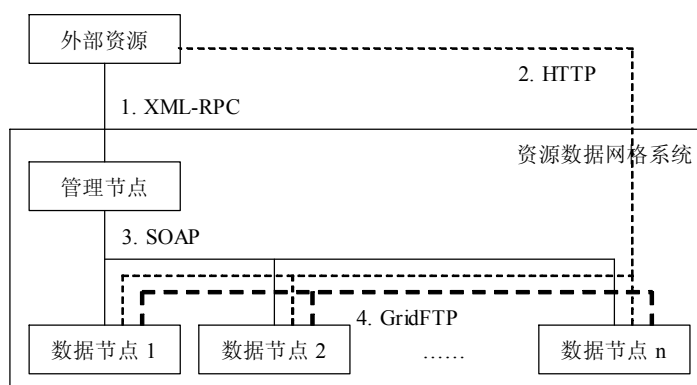 外部资源
2. HTTP
1. XML-RPC
资源数据网格系统
管理节点
3. SOAP
4. GridFTP
数据节点 1
数据节点 2
……
数据节点 n